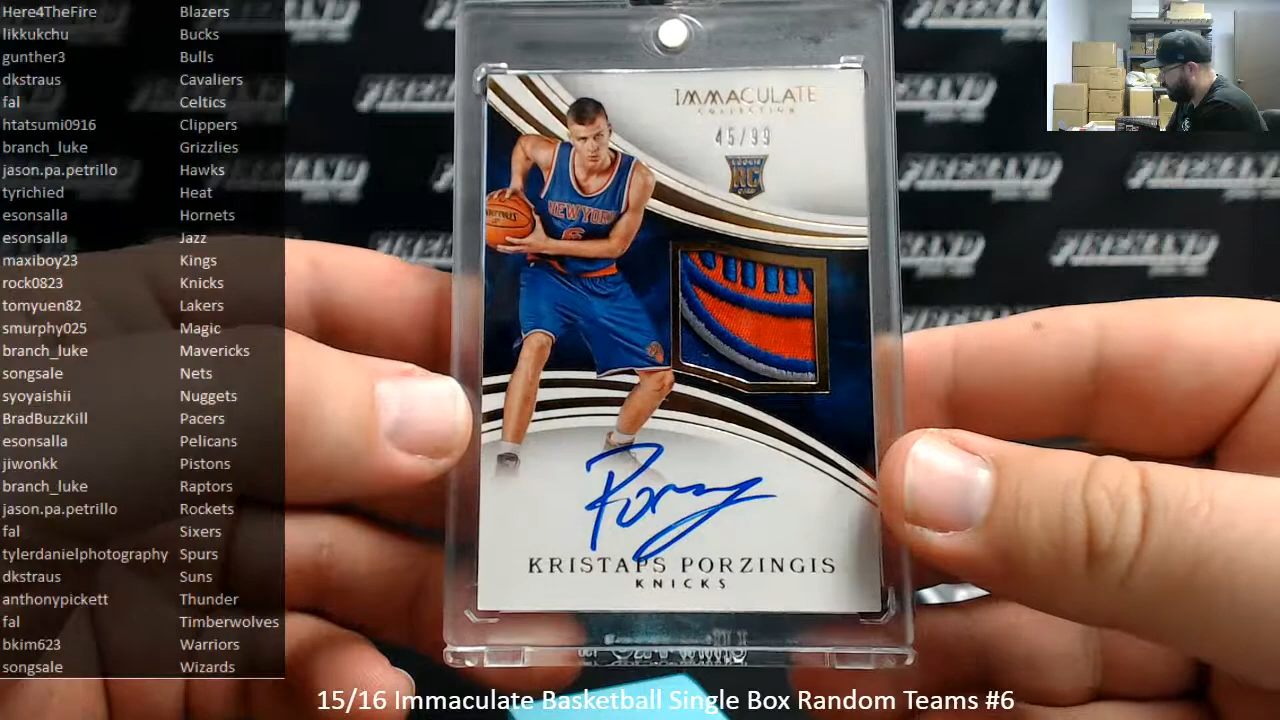 Here4TheFire Blazers
likkukchu Bucks
gunther3 Bulls
dkstraus Cavaliers
fal Celtics
htatsumi0916 Clippers
branch_luke Grizzlies
jason.pa.petrillo Hawks
tyrichied Heat
esonsalla Hornets
esonsalla Jazz
maxiboy23 Kings
rock0823 Knicks
tomyuen82 Lakers
smurphy025 Magic
branch_luke Mavericks
songsale Nets
syoyaishii Nuggets
BradBuzzKill Pacers
esonsalla Pelicans
jiwonkk Pistons
branch_luke Raptors
jason.pa.petrillo Rockets
fal Sixers
tylerdanielphotography Spurs
dkstraus Suns
anthonypickett Thunder
fal Timberwolves
bkim623 Warriors
songsale Wizards
IMMACULATE
COLLECTION
45/99
RC
NEW YORK
6
Porz
KRISTAPS PORZINGIS
KNICKS
15/16 Immaculate Basketball Single Box Random Teams #6